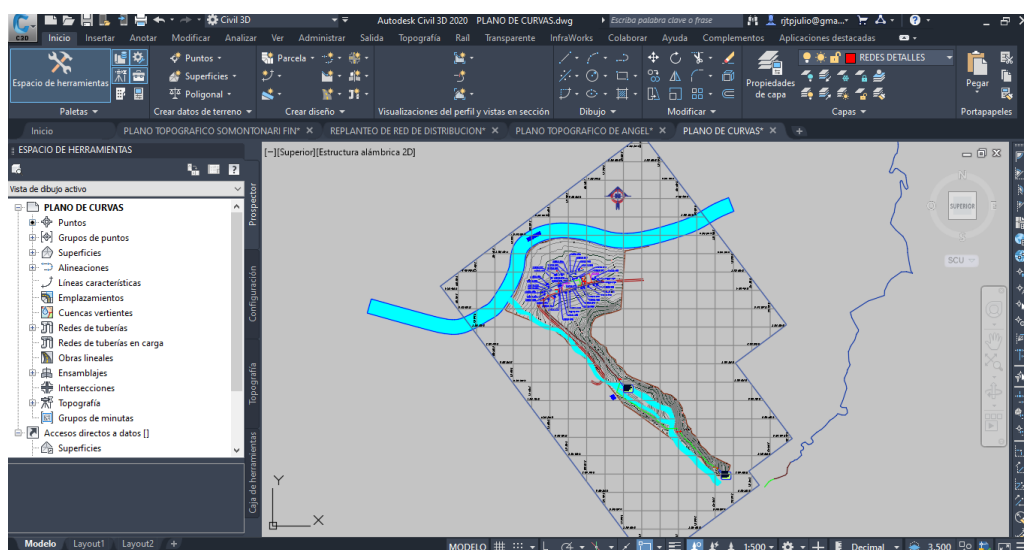 Civil 3D
Autodesk Civil 3D 2020 PLANO DE CURVAS.dwg
Escriba palabra clave o frase
rjtpjulio@gma...
C3D
Inicio Insertar Anotar Modificar Analizar Ver Administrar Salida Topografía Rail Transparente InfraWorks Colaborar Ayuda Complementos Aplicaciones destacadas
Espacio de herramientas
Puntos
Superficies
Poligonal
Parcela
Propiedades de capa
REDES DETALLES
Pegar
Paletas Crear datos de terreno Crear diseño Visualizaciones del perfil y vistas en sección Dibujo Modificar Capas Portapapeles
Inicio PLANO TOPOGRAFICO SOMONTONARI FIN* REPLANTEO DE RED DE DISTRIBUCION* PLANO TOPOGRAFICO DE ANGEL* PLANO DE CURVAS*
ESPACIO DE HERRAMIENTAS
Vista de dibujo activo
PLANO DE CURVAS
Puntos
Grupos de puntos
Superficies
Alineaciones
Líneas características
Emplazamientos
Cuencas vertientes
Redes de tuberías
Redes de tuberías en carga
Obras lineales
Ensamblajes
Intersecciones
Topografía
Grupos de minutas
Accesos directos a datos []
Superficies
Prospector
Configuración
Topografía
Caja de herramientas
[−][Superior][Estructura alámbrica 2D]
N
SUPERIOR
SCU
Y
X
Modelo Layout1 Layout2 +
MODELO 1:500 Decimal 3.500